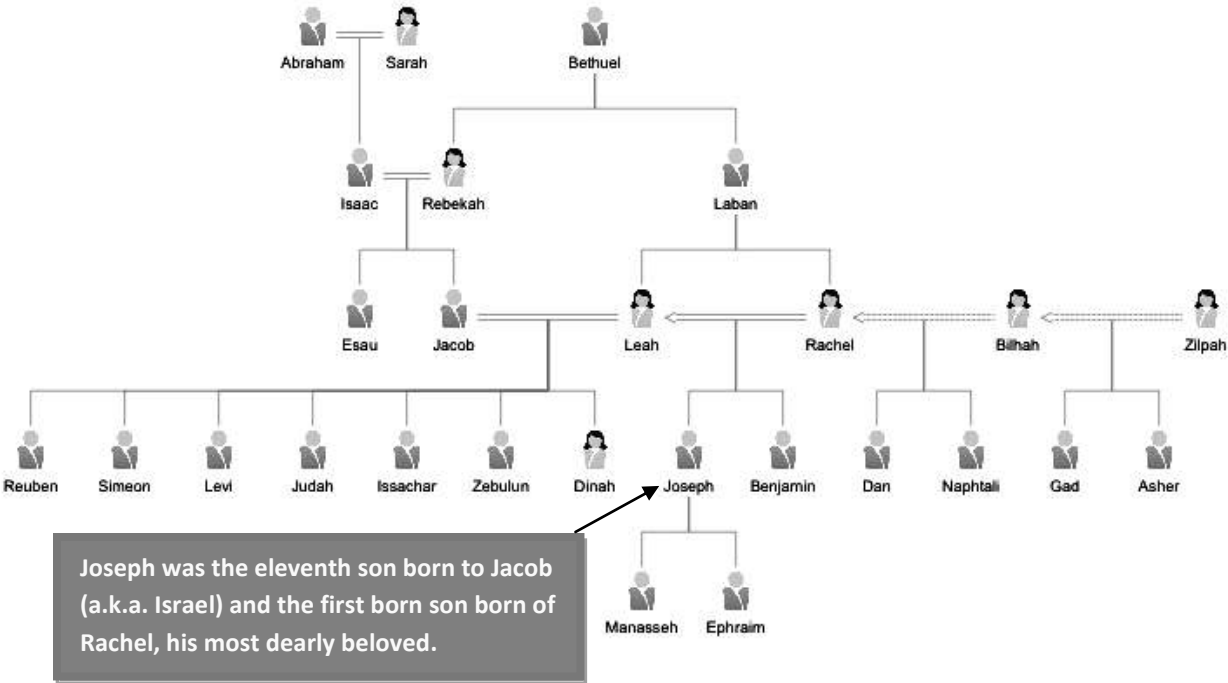 Abraham Sarah Bethuel
Isaac Rebekah Laban
Esau Jacob Leah Rachel Bilhah Zilpah
Reuben Simeon Levi Judah Issachar Zebulun Dinah Joseph Benjamin Dan Naphtali Gad Asher
Joseph was the eleventh son born to Jacob
(a.k.a. Israel) and the first born son born of
Rachel, his most dearly beloved.
Manasseh Ephraim